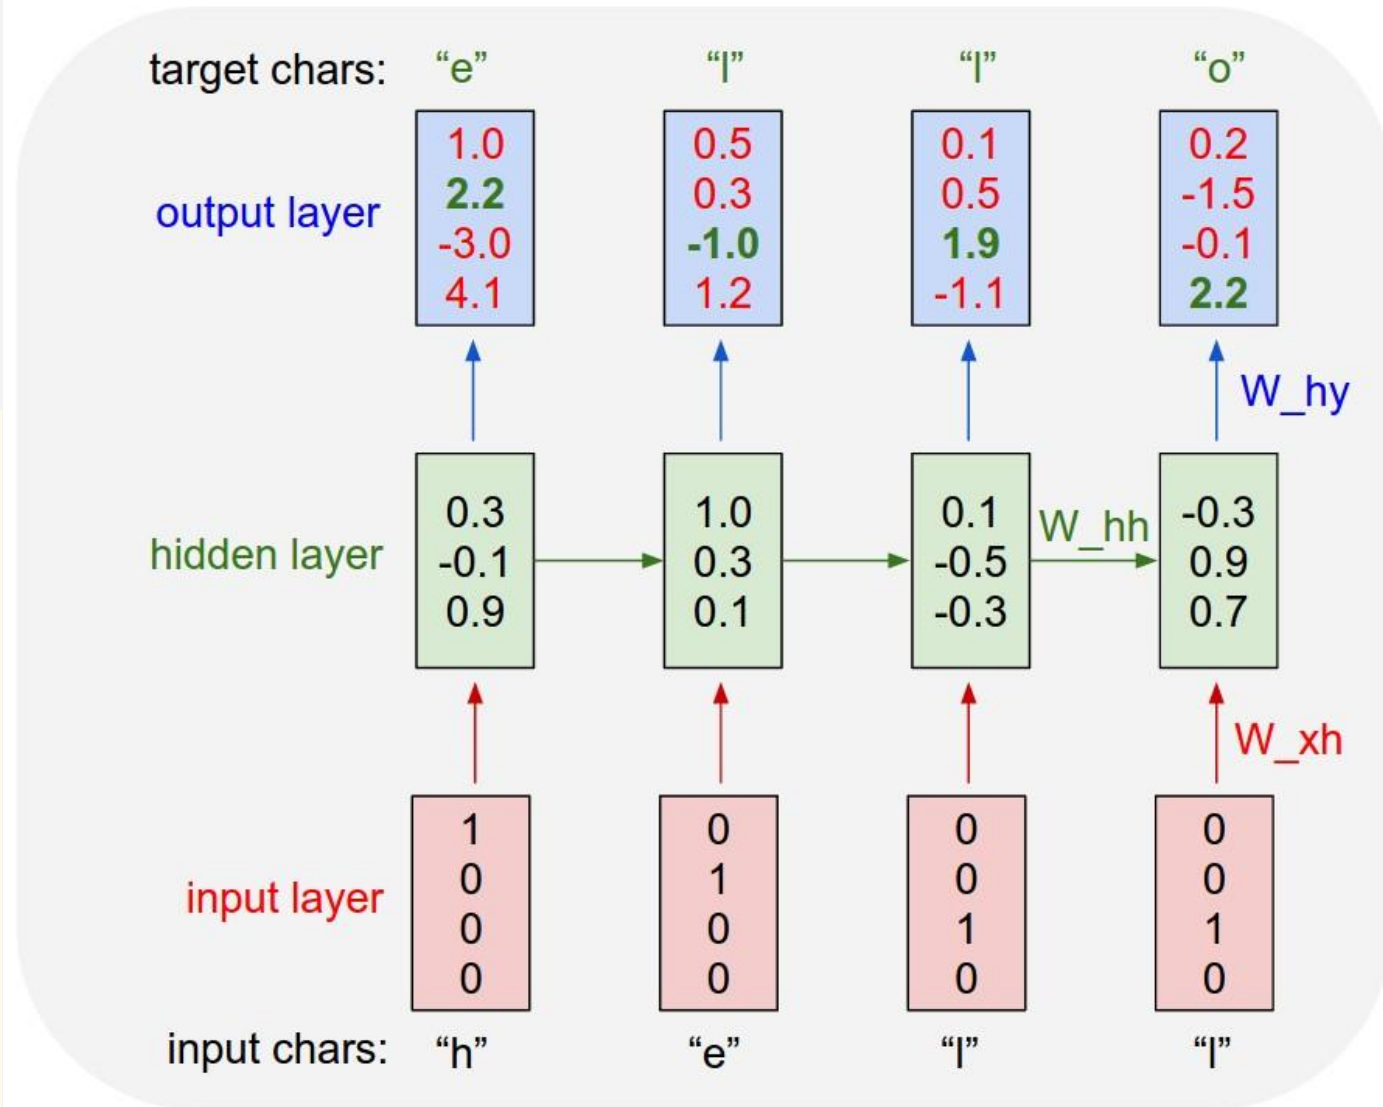 target chars: “e” “l” “l” “o”
1.0 0.5 0.1 0.2
2.2 0.3 0.5 -1.5
output layer
-3.0 -1.0 1.9 -0.1
4.1 1.2 -1.1 2.2
W_hy
0.3 1.0 0.1 -0.3
W_hh
hidden layer -0.1 0.3 -0.5 0.9
0.9 0.1 -0.3 0.7
W_xh
1 0 0 0
0 1 0 0
input layer
0 0 1 1
0 0 0 0
input chars: “h” “e” “l” “l”